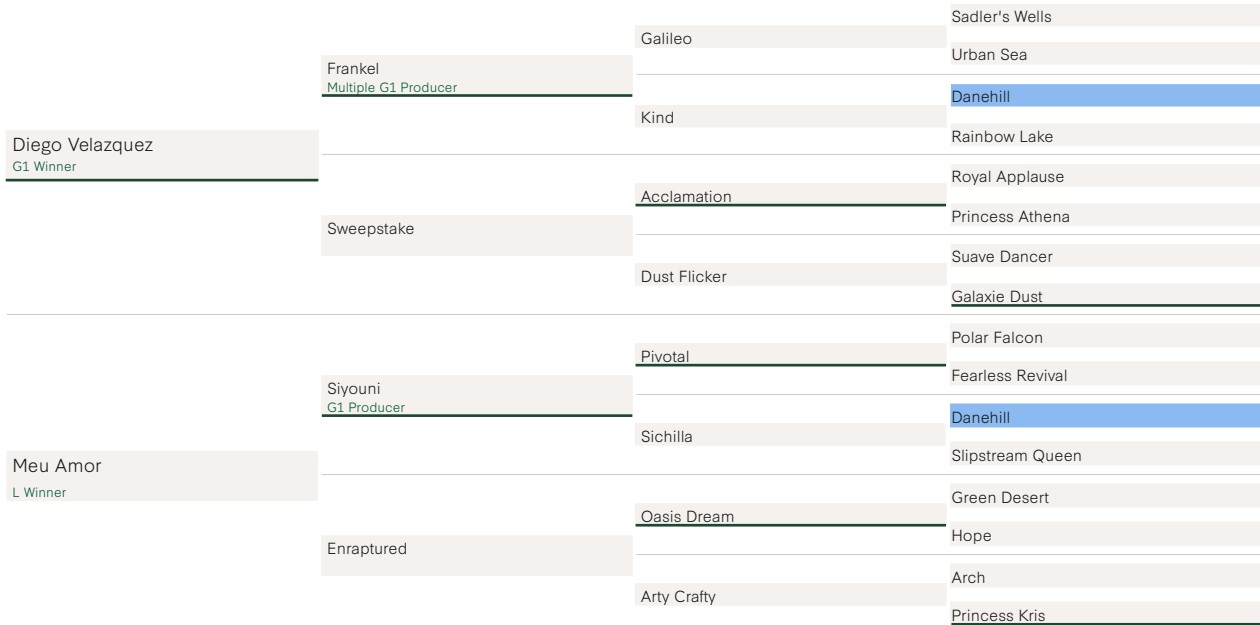 Diego Velazquez
G1 Winner
Frankel
Multiple G1 Producer
Galileo
Sadler's Wells
Urban Sea
Kind
Danehill
Rainbow Lake
Sweepstake
Acclamation
Royal Applause
Princess Athena
Dust Flicker
Suave Dancer
Galaxie Dust
Meu Amor
L Winner
Siyouni
G1 Producer
Pivotal
Polar Falcon
Fearless Revival
Sichilla
Danehill
Slipstream Queen
Enraptured
Oasis Dream
Green Desert
Hope
Arty Crafty
Arch
Princess Kris